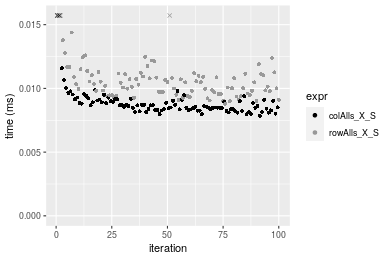 time (ms)
0.015
0.010
0.005
0.000
0
25
50
75
100
iteration
expr
colAlls_X_S
rowAlls_X_S